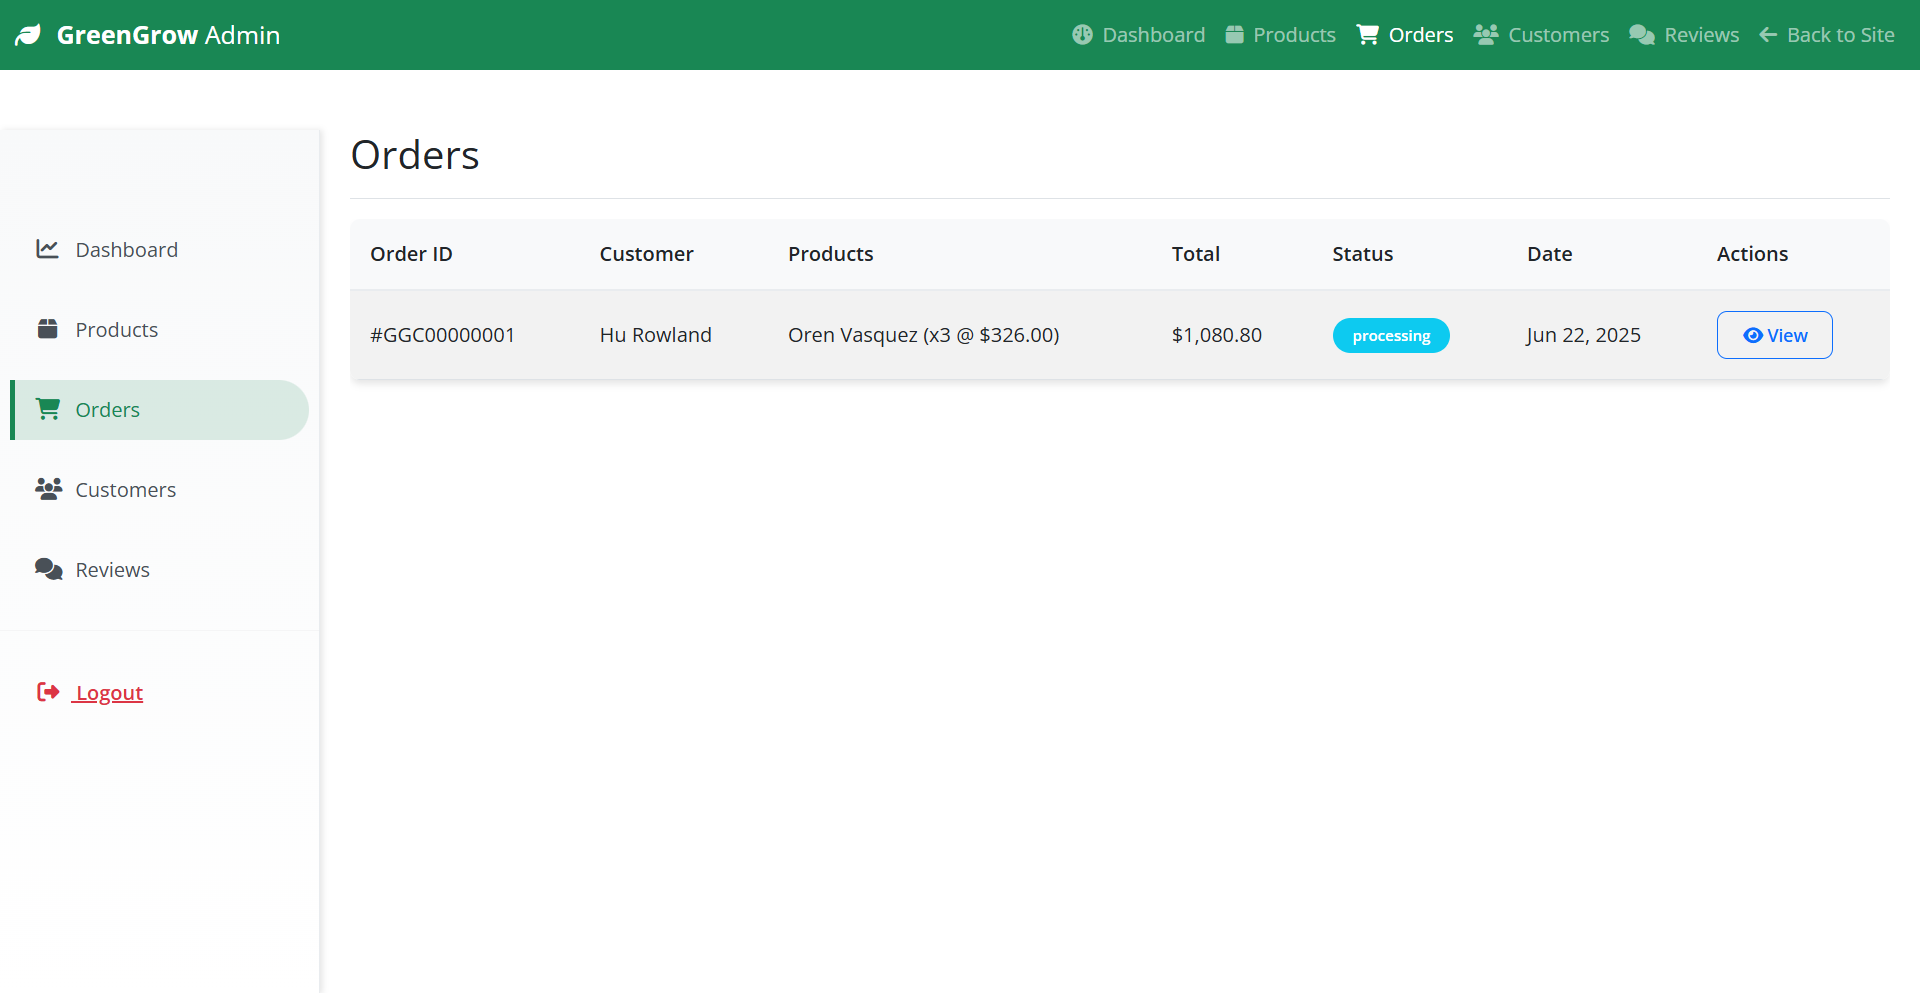 GreenGrow Admin
Dashboard Products Orders Customers Reviews Back to Site
Orders
Dashboard
Products
Orders
Customers
Reviews
Logout
Order ID Customer Products Total Status Date Actions
#GGC00000001 Hu Rowland Oren Vasquez (x3 @ $326.00) $1,080.80 processing Jun 22, 2025 View